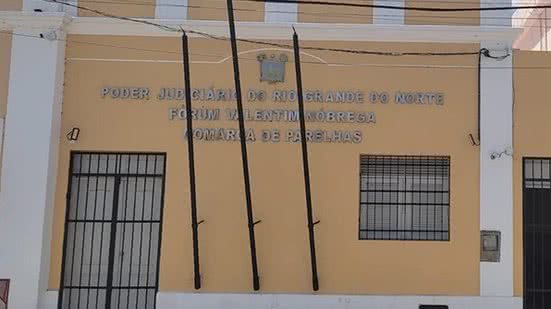 PODER JUDICIÁRIO DO RIO GRANDE DO NORTE
FÓRUM VALENTIM NÓBREGA
COMARCA DE PARELHAS